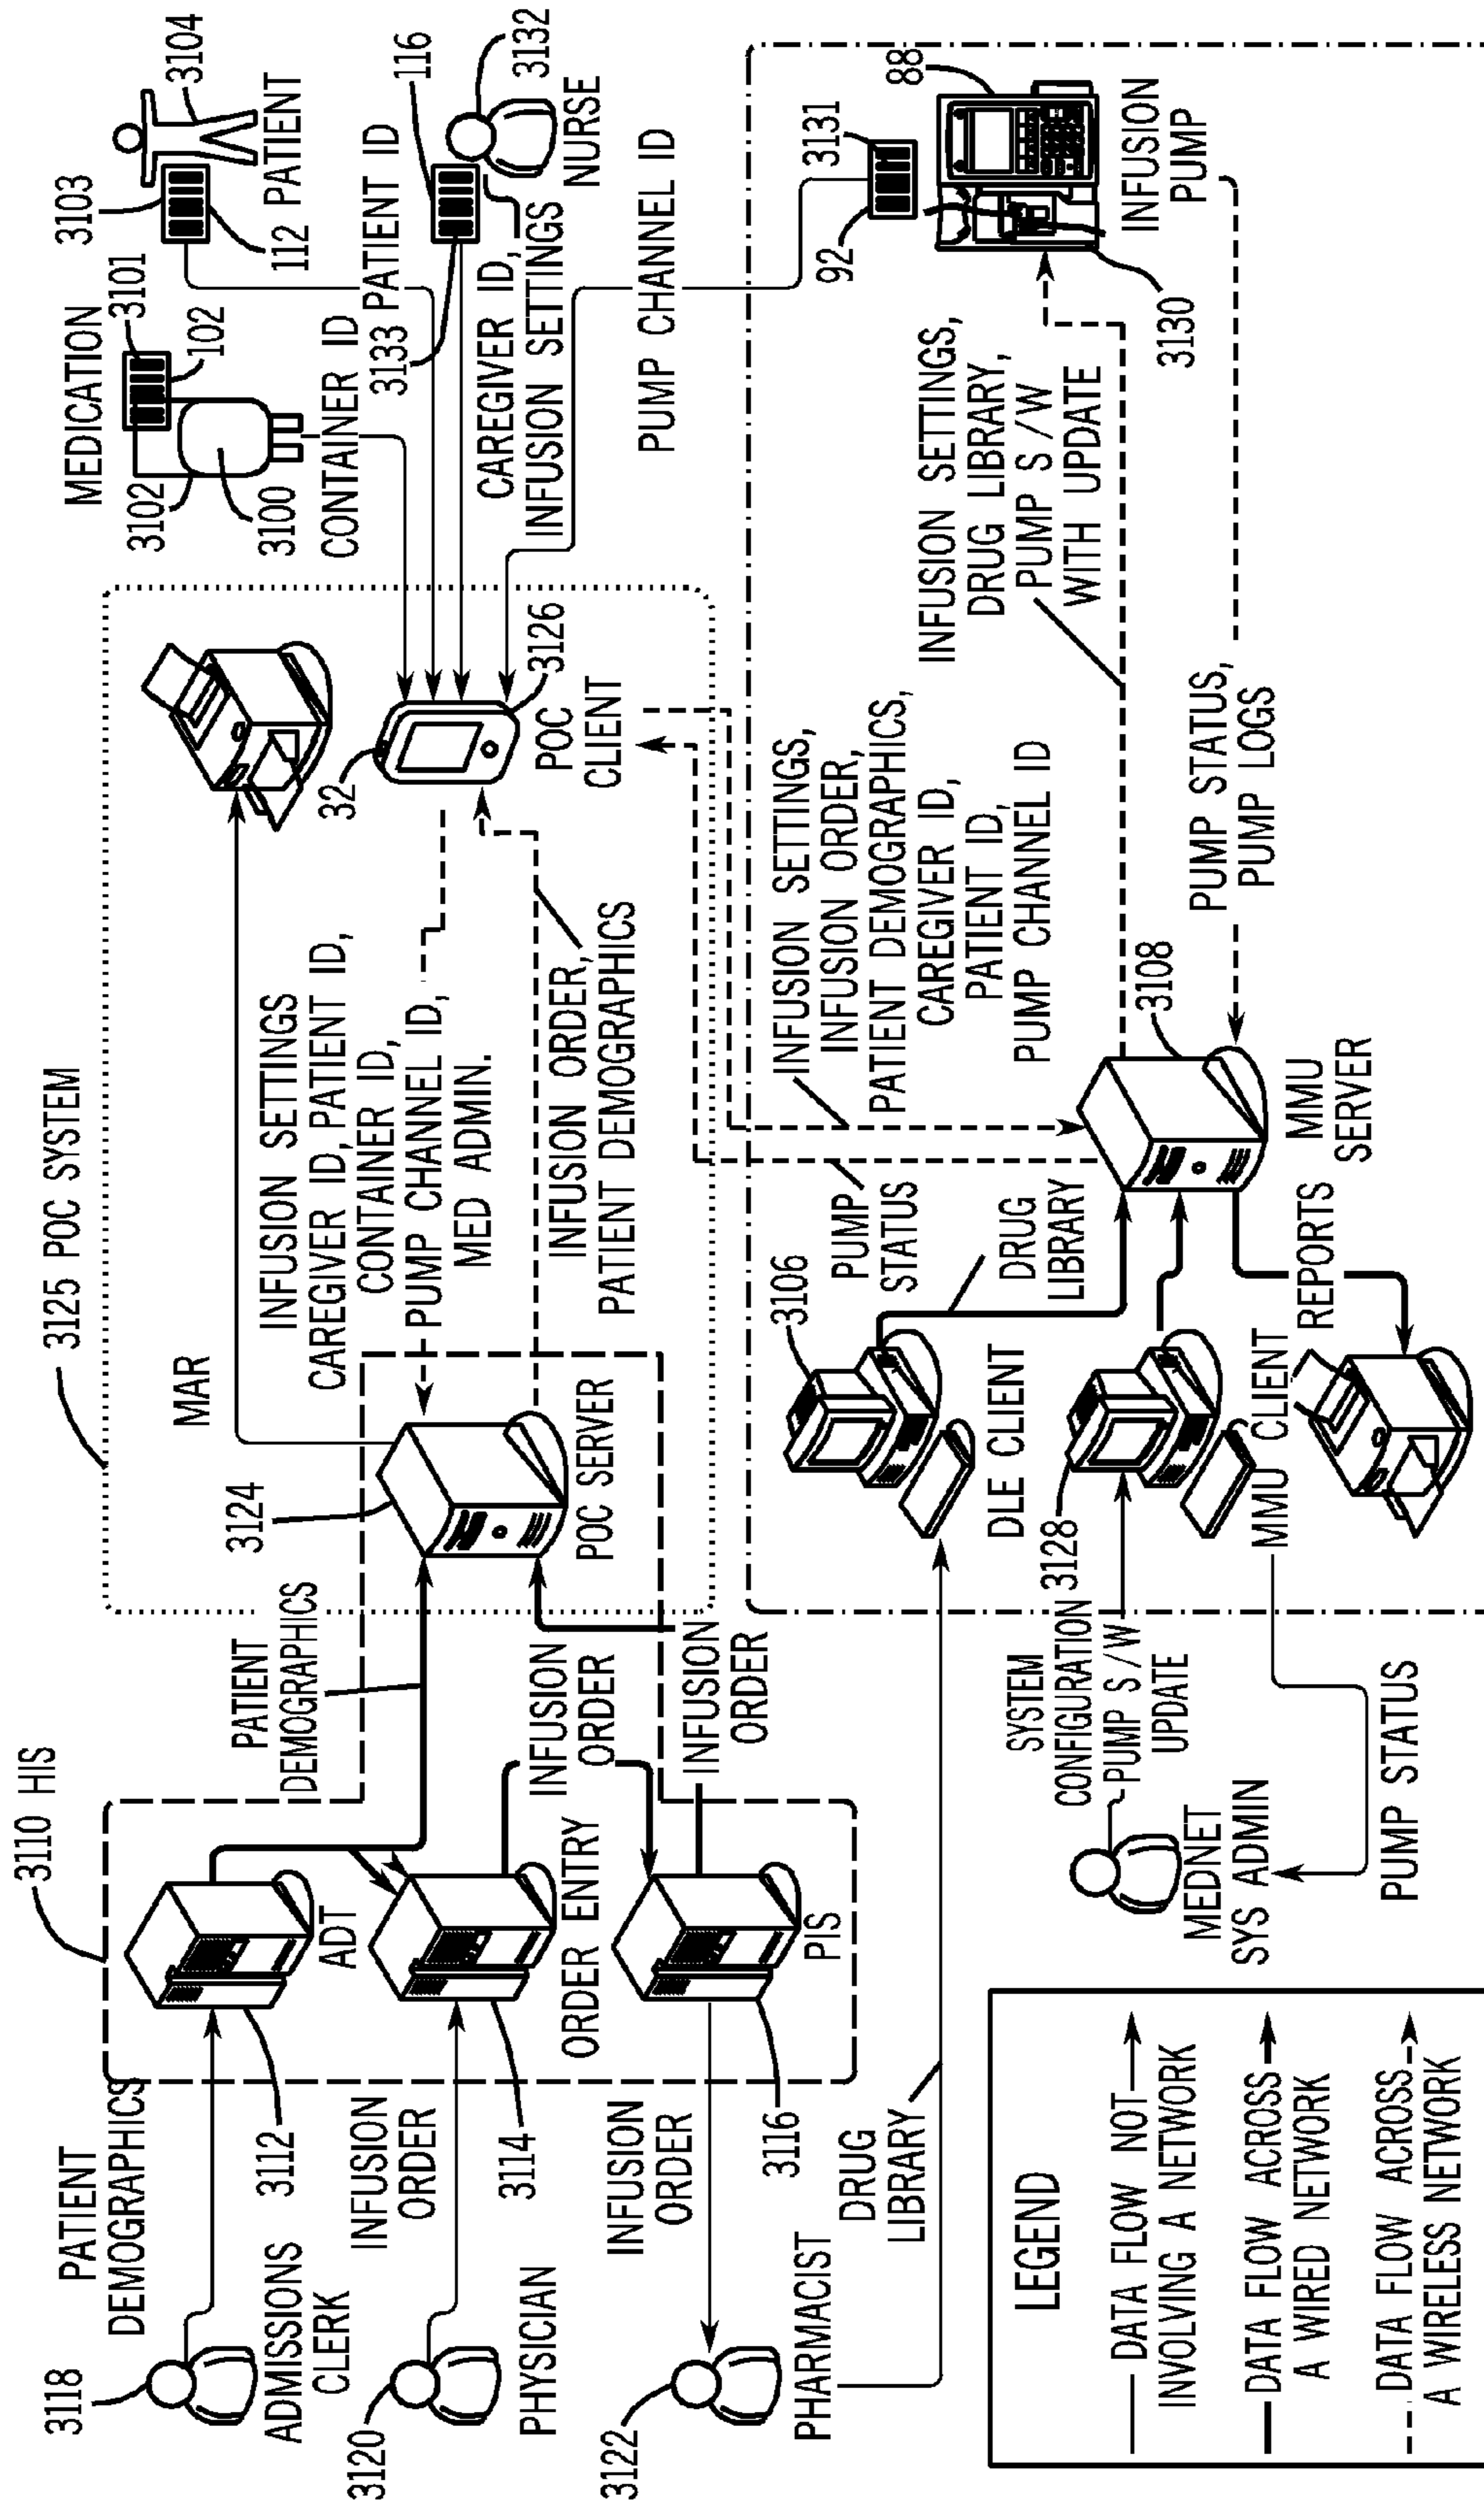 3118
ADMISSIONS
CLERK
PATIENT
DEMOGRAPHICS
3112
3110 HIS
ADT
PATIENT
DEMOGRAPHICS
3120
PHYSICIAN
INFUSION
ORDER
3114
ORDER ENTRY
INFUSION
ORDER
3122
PHARMACIST
INFUSION
ORDER
3116
PIS
INFUSION
ORDER
DRUG
LIBRARY
3125 POC SYSTEM
3124
POC SERVER
MAR
INFUSION SETTINGS
CAREGIVER ID, PATIENT ID,
CONTAINER ID,
PUMP CHANNEL ID,
MED ADMIN.
INFUSION ORDER,
PATIENT DEMOGRAPHICS
32
3126
POC
CLIENT
MEDICATION
3101
102
3102
3100
CONTAINER ID
3103
3104
112
PATIENT
PATIENT ID
116
3133
3132
NURSE
CAREGIVER ID,
INFUSION SETTINGS
PUMP CHANNEL ID
92
3131
88
3130
INFUSION
PUMP
INFUSION SETTINGS,
DRUG LIBRARY,
PUMP S/W
WITH UPDATE
INFUSION SETTINGS,
INFUSION ORDER,
PATIENT DEMOGRAPHICS,
CAREGIVER ID,
PATIENT ID,
PUMP CHANNEL ID
PUMP STATUS,
PUMP LOGS
3108
MMU
SERVER
PUMP
STATUS
3106
DRUG
LIBRARY
DLE CLIENT
3128
MMU CLIENT
REPORTS
SYSTEM
CONFIGURATION
PUMP S/W
UPDATE
MEDNET
SYS ADMIN
PUMP STATUS
LEGEND
DATA FLOW NOT
INVOLVING A NETWORK
DATA FLOW ACROSS
A WIRED NETWORK
DATA FLOW ACROSS
A WIRELESS NETWORK